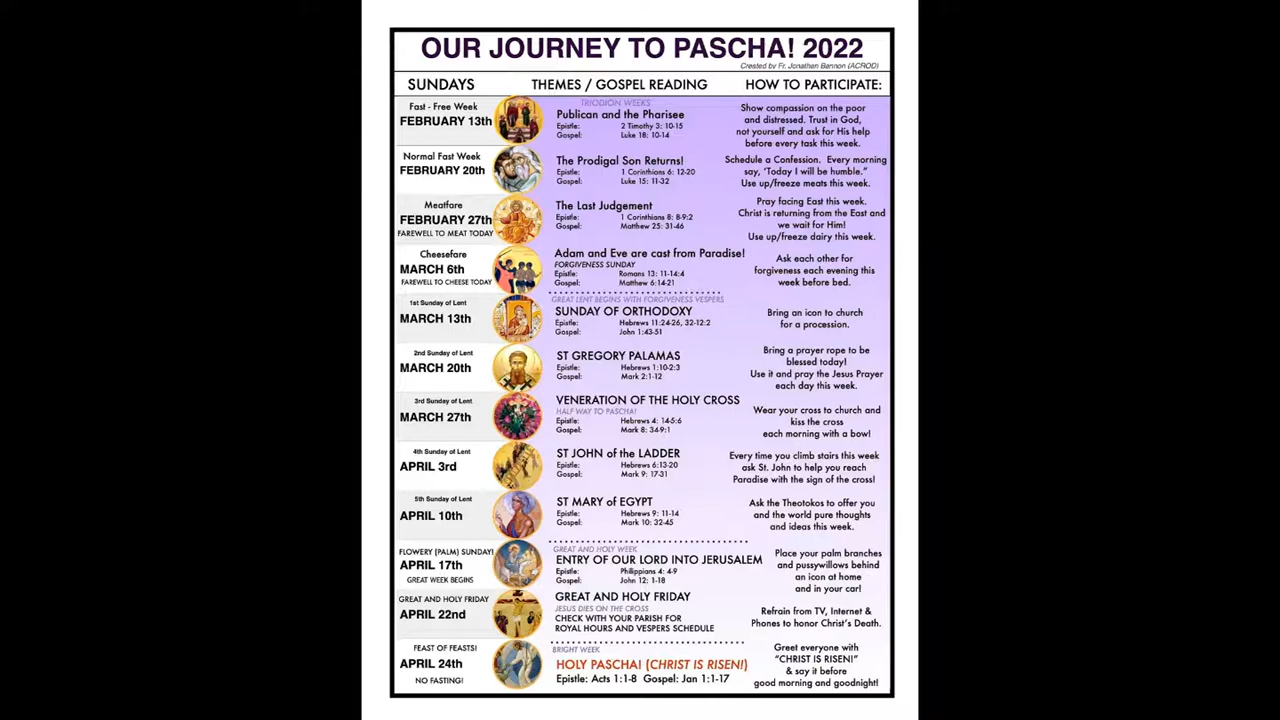 OUR JOURNEY TO PASCHA! 2022
Created by Fr. Jonathan Bannon (ACROD)
SUNDAYS THEMES / GOSPEL READING HOW TO PARTICIPATE:
Fast - Free Week
FEBRUARY 13th
TRIODION WEEKS
Publican and the Pharisee
Epistle: 2 Timothy 3: 10-15
Gospel: Luke 18: 10-14
Show compassion on the poor
and distressed. Trust in God,
not yourself and ask for His help
before every task this week.
Normal Fast Week
FEBRUARY 20th
The Prodigal Son Returns!
Epistle: 1 Corinthians 6: 12-20
Gospel: Luke 15: 11-32
Schedule a Confession. Every morning
say, 'Today I will be humble."
Use up/freeze meats this week.
Meatfare
FEBRUARY 27th
FAREWELL TO MEAT TODAY
The Last Judgement
Epistle: 1 Corinthians 8: 8-9:2
Gospel: Matthew 25: 31-46
Pray facing East this week.
Christ is returning from the East and
we wait for Him!
Use up/freeze dairy this week.
Cheesefare
MARCH 6th
FAREWELL TO CHEESE TODAY
Adam and Eve are cast from Paradise!
FORGIVENESS SUNDAY
Epistle: Romans 13: 11-14:4
Gospel: Matthew 6:14-21
Ask each other for
forgiveness each evening this
week before bed.
1st Sunday of Lent
MARCH 13th
GREAT LENT BEGINS WITH FORGIVENESS VESPERS
SUNDAY OF ORTHODOXY
Epistle: Hebrews 11:24-26, 32-12:2
Gospel: John 1:43-51
Bring an icon to church
for a procession.
2nd Sunday of Lent
MARCH 20th
ST GREGORY PALAMAS
Epistle: Hebrews 1:10-2:3
Gospel: Mark 2:1-12
Bring a prayer rope to be
blessed today!
Use it and pray the Jesus Prayer
each day this week.
3rd Sunday of Lent
MARCH 27th
VENERATION OF THE HOLY CROSS
HALF WAY TO PASCHA!
Epistle: Hebrews 4: 14-5:6
Gospel: Mark 8: 34-9:1
Wear your cross to church and
kiss the cross
each morning with a bow!
4th Sunday of Lent
APRIL 3rd
ST JOHN of the LADDER
Epistle: Hebrews 6:13-20
Gospel: Mark 9: 17-31
Every time you climb stairs this week
ask St. John to help you reach
Paradise with the sign of the cross!
5th Sunday of Lent
APRIL 10th
ST MARY of EGYPT
Epistle: Hebrews 9: 11-14
Gospel: Mark 10: 32-45
Ask the Theotokos to offer you
and the world pure thoughts
and ideas this week.
FLOWERY (PALM) SUNDAY!
APRIL 17th
GREAT WEEK BEGINS
GREAT AND HOLY WEEK
ENTRY OF OUR LORD INTO JERUSALEM
Epistle: Philippians 4: 4-9
Gospel: John 12: 1-18
Place your palm branches
and pussywillows behind
an icon at home
and in your car!
GREAT AND HOLY FRIDAY
APRIL 22nd
GREAT AND HOLY FRIDAY
JESUS DIES ON THE CROSS
CHECK WITH YOUR PARISH FOR
ROYAL HOURS AND VESPERS SCHEDULE
Refrain from TV, Internet &
Phones to honor Christ's Death.
FEAST OF FEASTS!
APRIL 24th
NO FASTING!
BRIGHT WEEK
HOLY PASCHA! (CHRIST IS RISEN!)
Epistle: Acts 1:1-8 Gospel: Jan 1:1-17
Greet everyone with
"CHRIST IS RISEN!"
& say it before
good morning and goodnight!